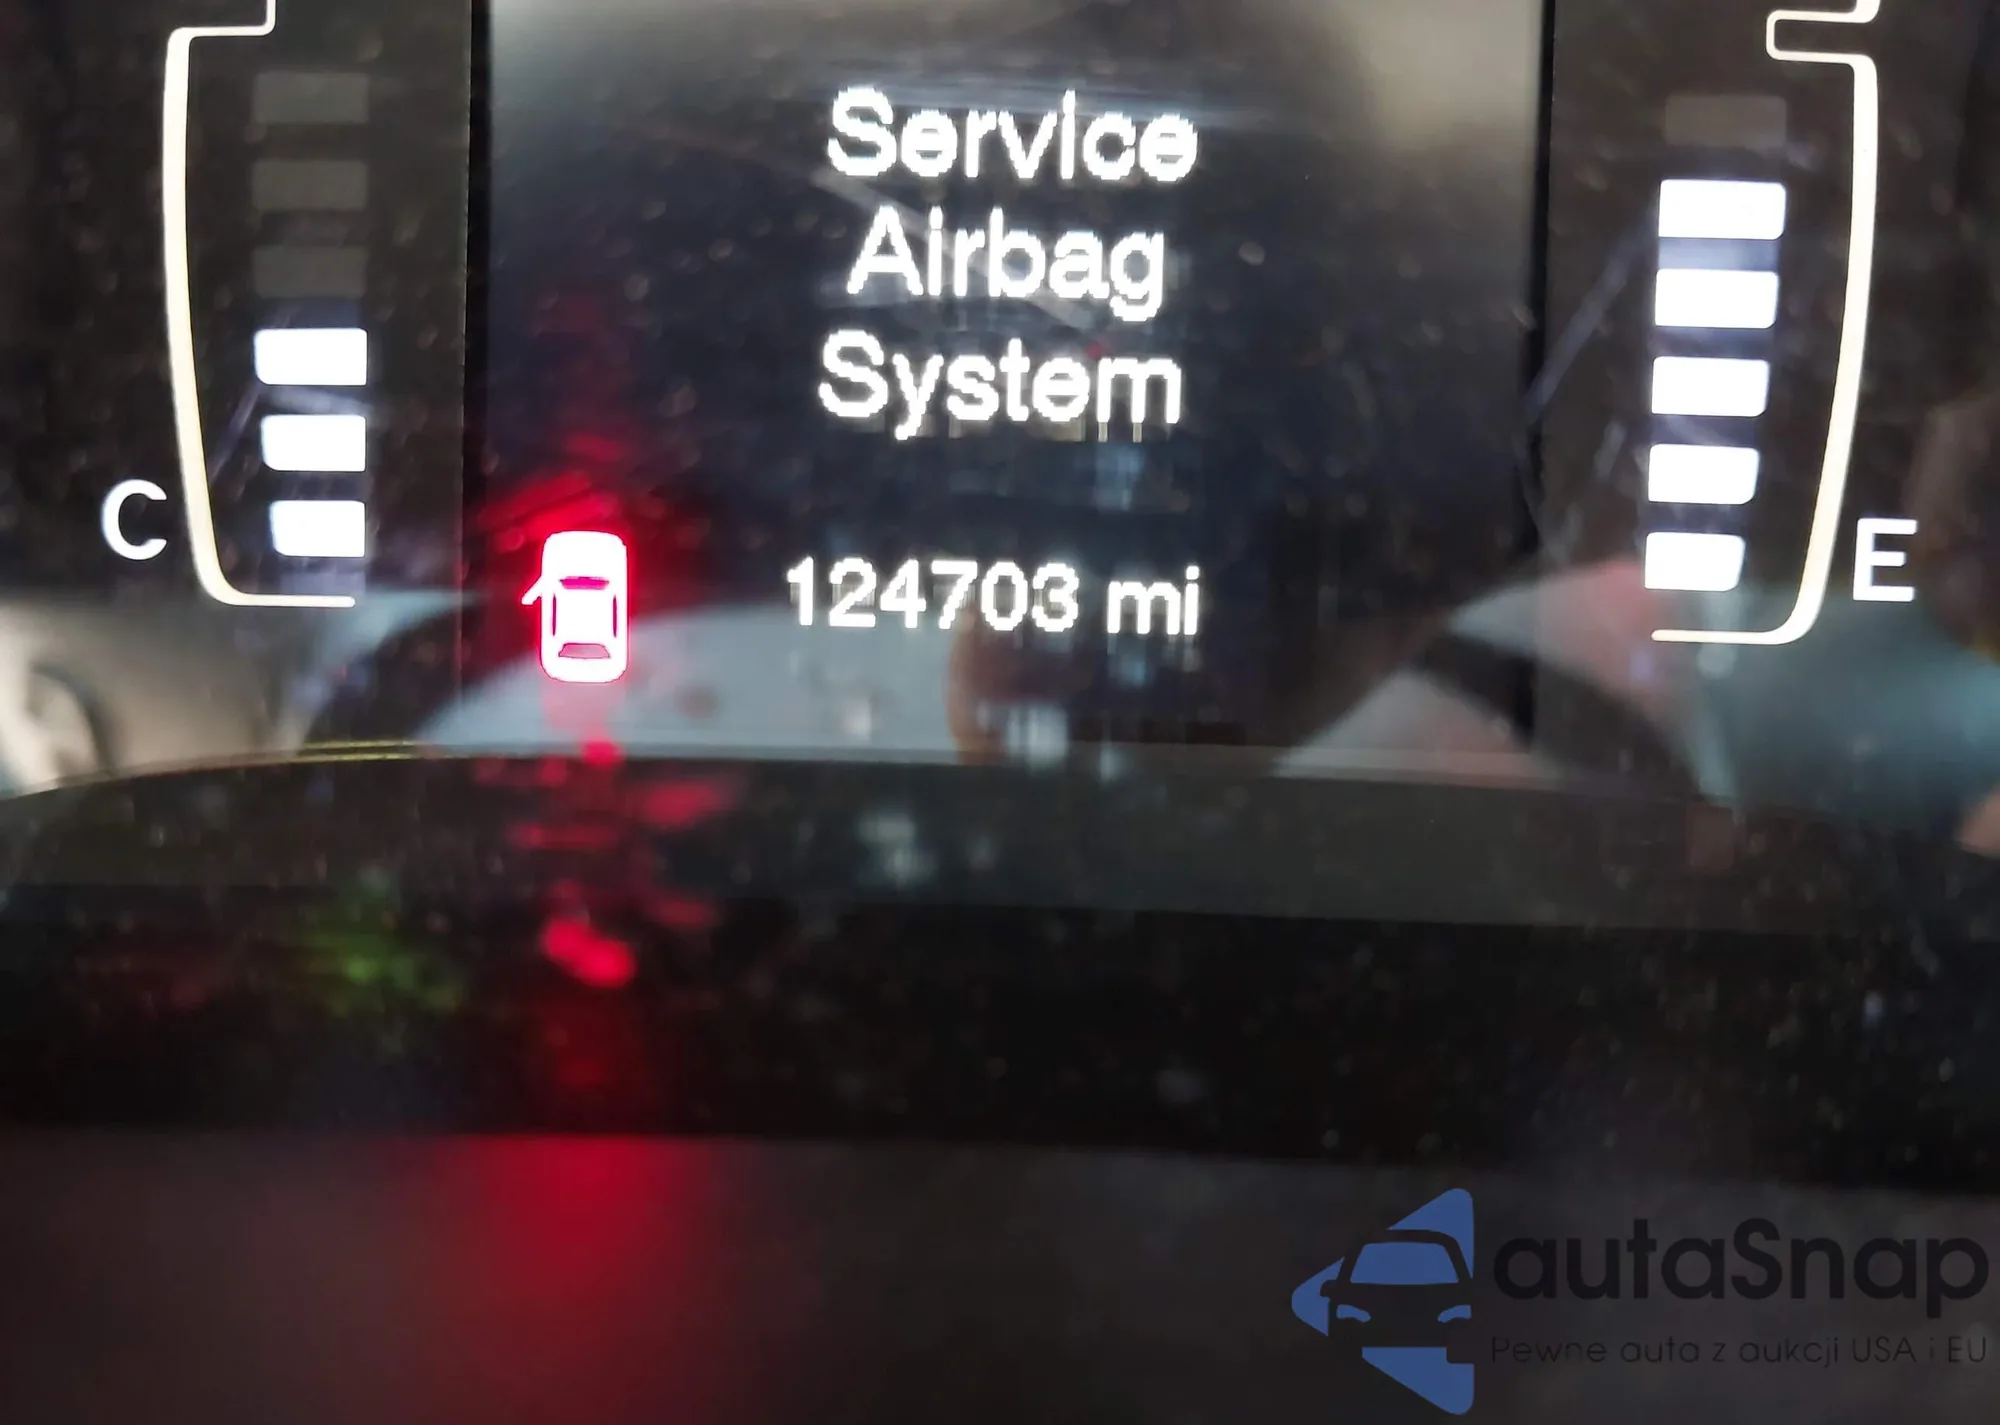 Service
Airbag
System
C
124703 mi
E
autaSnap
Pewne auta z aukcji USA i EU